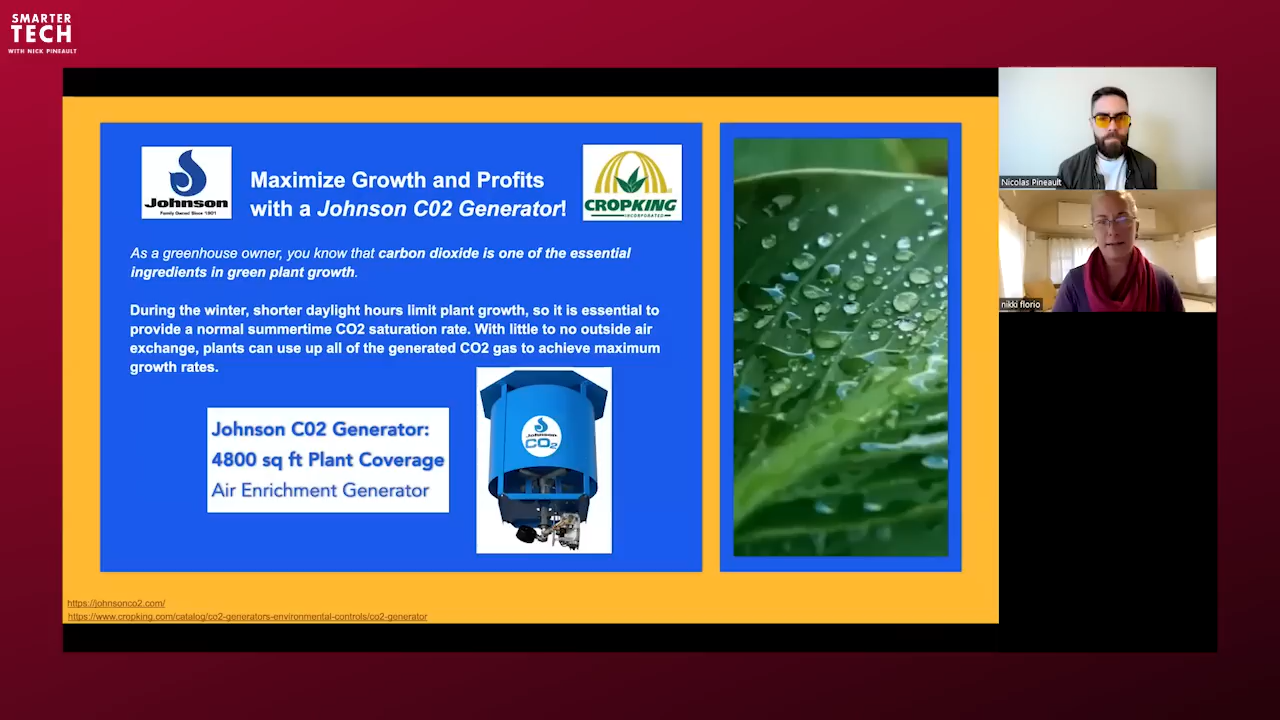 SMARTER
TECH
WITH NICK PINEAULT
Johnson
Family Owned Since 1901
Maximize Growth and Profits
with a Johnson C02 Generator!
CROPKING
INCORPORATED
As a greenhouse owner, you know that carbon dioxide is one of the essential
ingredients in green plant growth.
During the winter, shorter daylight hours limit plant growth, so it is essential to
provide a normal summertime CO2 saturation rate. With little to no outside air
exchange, plants can use up all of the generated CO2 gas to achieve maximum
growth rates.
Johnson C02 Generator:
4800 sq ft Plant Coverage
Air Enrichment Generator
Johnson
CO2
https://johnsonco2.com/
https://www.cropking.com/catalog/co2-generators-environmental-controls/co2-generator
Nicolas Pineault
nikki florio